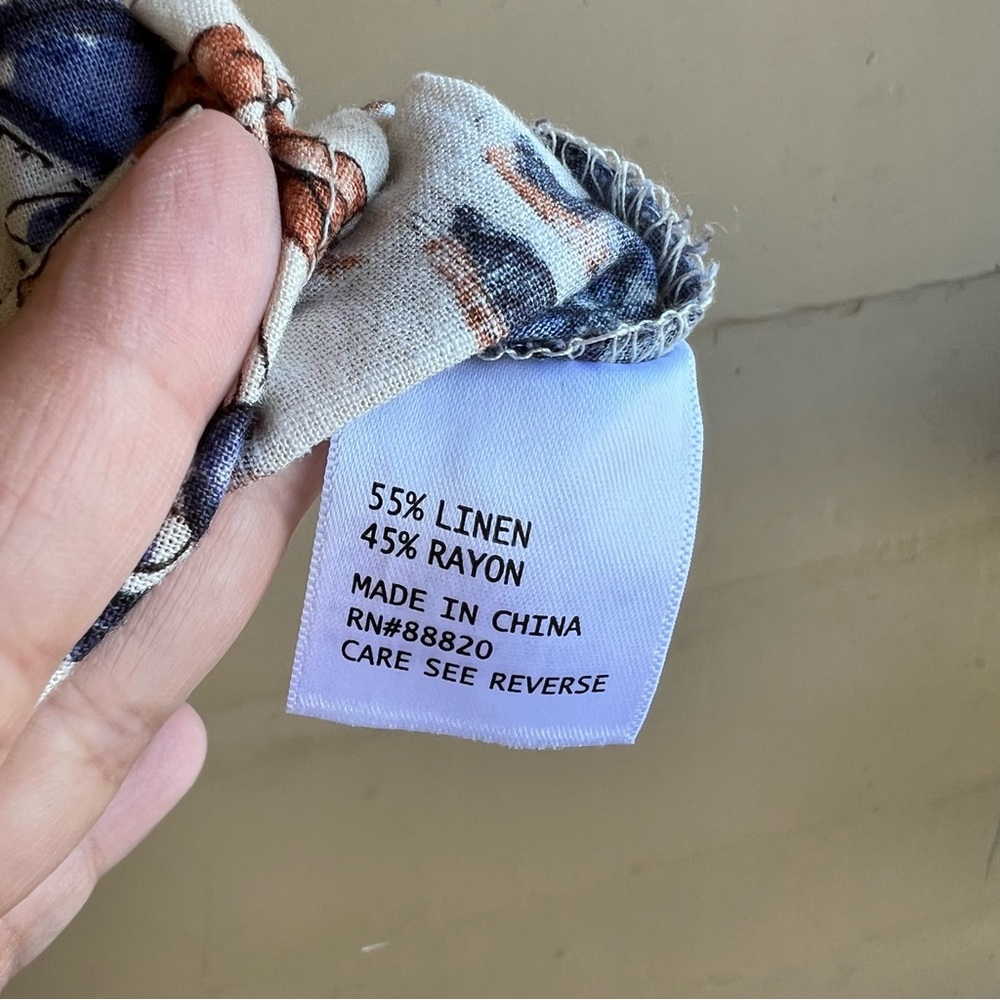 55% LINEN
45% RAYON
MADE IN CHINA
RN#88820
CARE SEE REVERSE